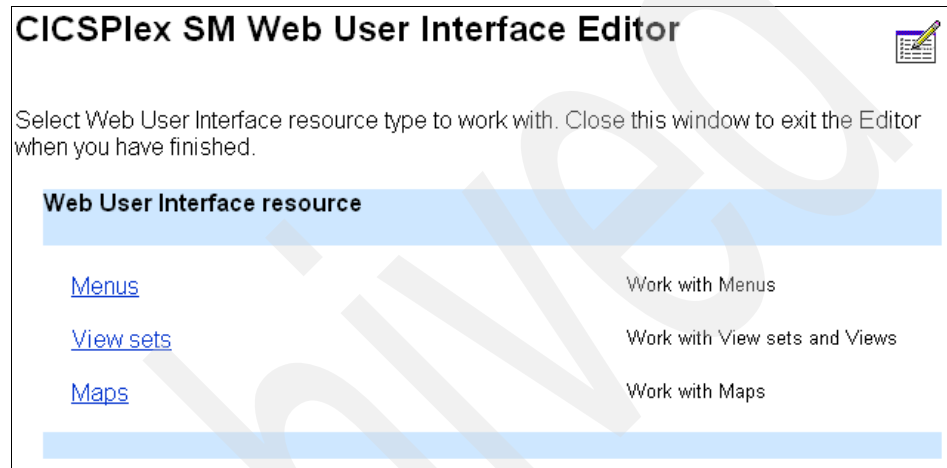 CICSPlex SM Web User Interface Editor
Select Web User Interface resource type to work with. Close this window to exit the Editor
when you have finished.
Web User Interface resource
Menus Work with Menus
View sets Work with View sets and Views
Maps Work with Maps